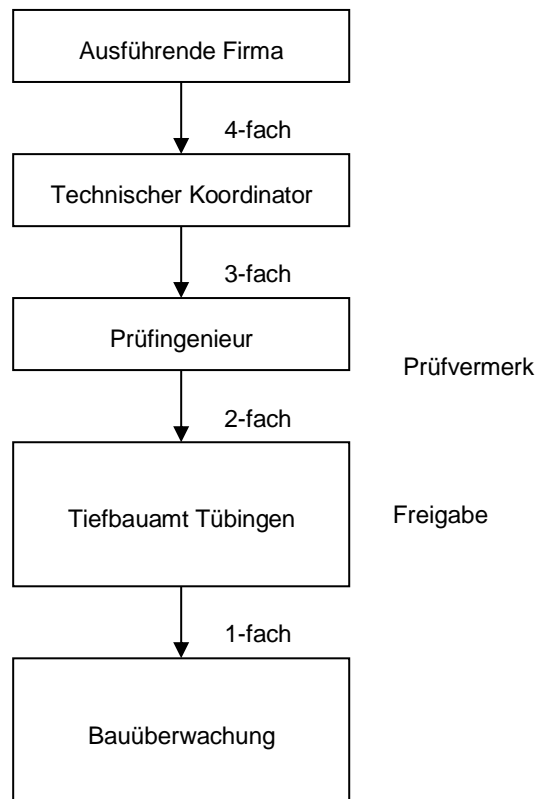 Ausführende Firma
4-fach
Technischer Koordinator
3-fach
Prüfingenieur
Prüfvermerk
2-fach
Tiefbauamt Tübingen
Freigabe
1-fach
Bauüberwachung